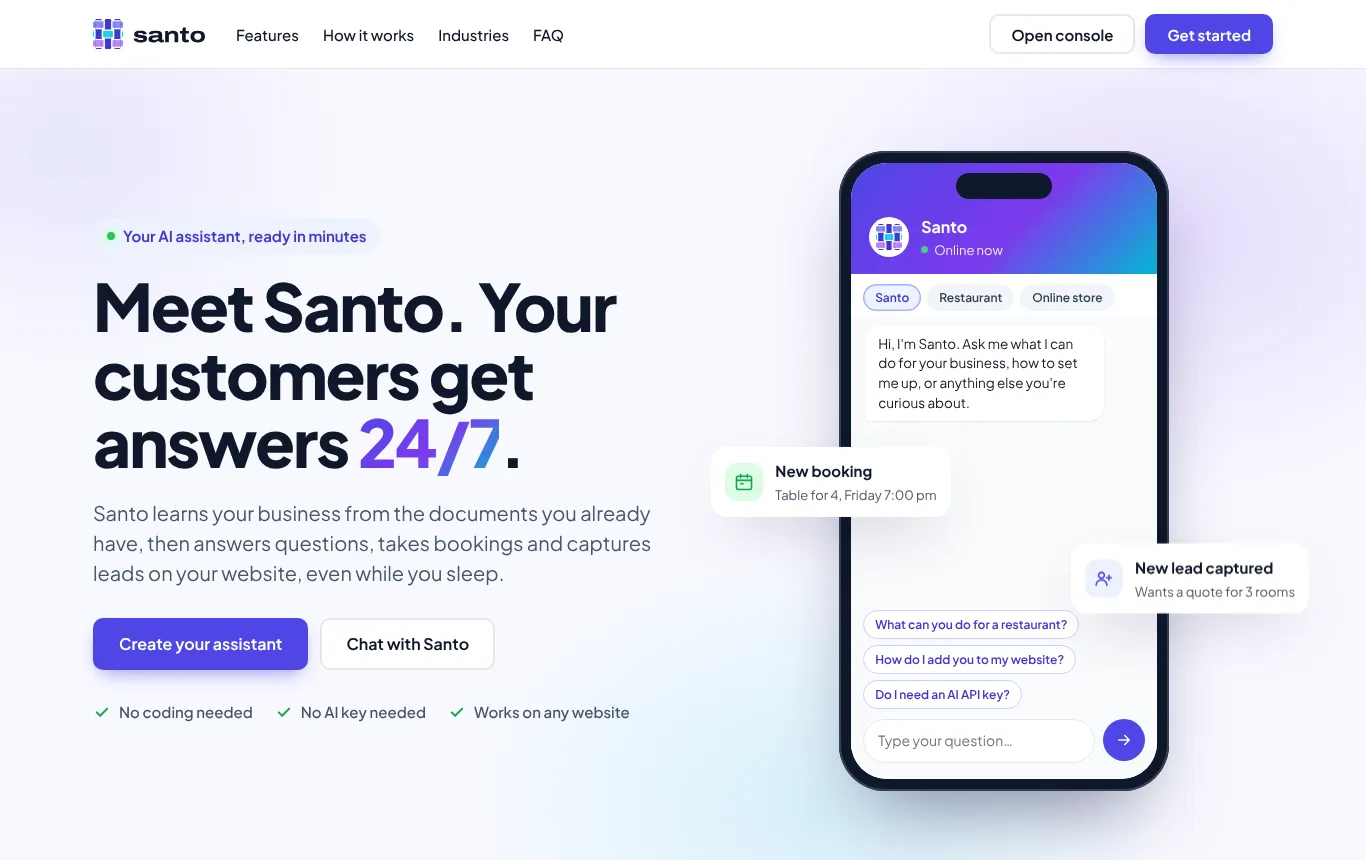 santo
Features
How it works
Industries
FAQ
Open console
Get started
Your AI assistant, ready in minutes
Meet Santo. Your
customers get
answers 24/7.
Santo learns your business from the documents you already
have, then answers questions, takes bookings and captures
leads on your website, even while you sleep.
Create your assistant
Chat with Santo
No coding needed
No AI key needed
Works on any website
Santo
Online now
Santo
Restaurant
Online store
Hi, I'm Santo. Ask me what I can
do for your business, how to set
me up, or anything else you're
curious about.
New booking
Table for 4, Friday 7:00 pm
New lead captured
Wants a quote for 3 rooms
What can you do for a restaurant?
How do I add you to my website?
Do I need an AI API key?
Type your question…